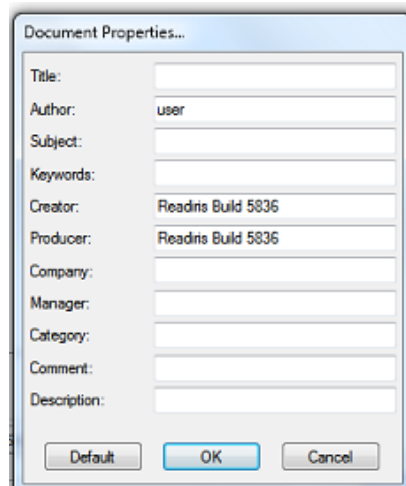 Document Properties...
Title:
Author: user
Subject:
Keywords:
Creator: Readiris Build 5836
Producer: Readiris Build 5836
Company:
Manager:
Category:
Comment:
Description:
Default OK Cancel